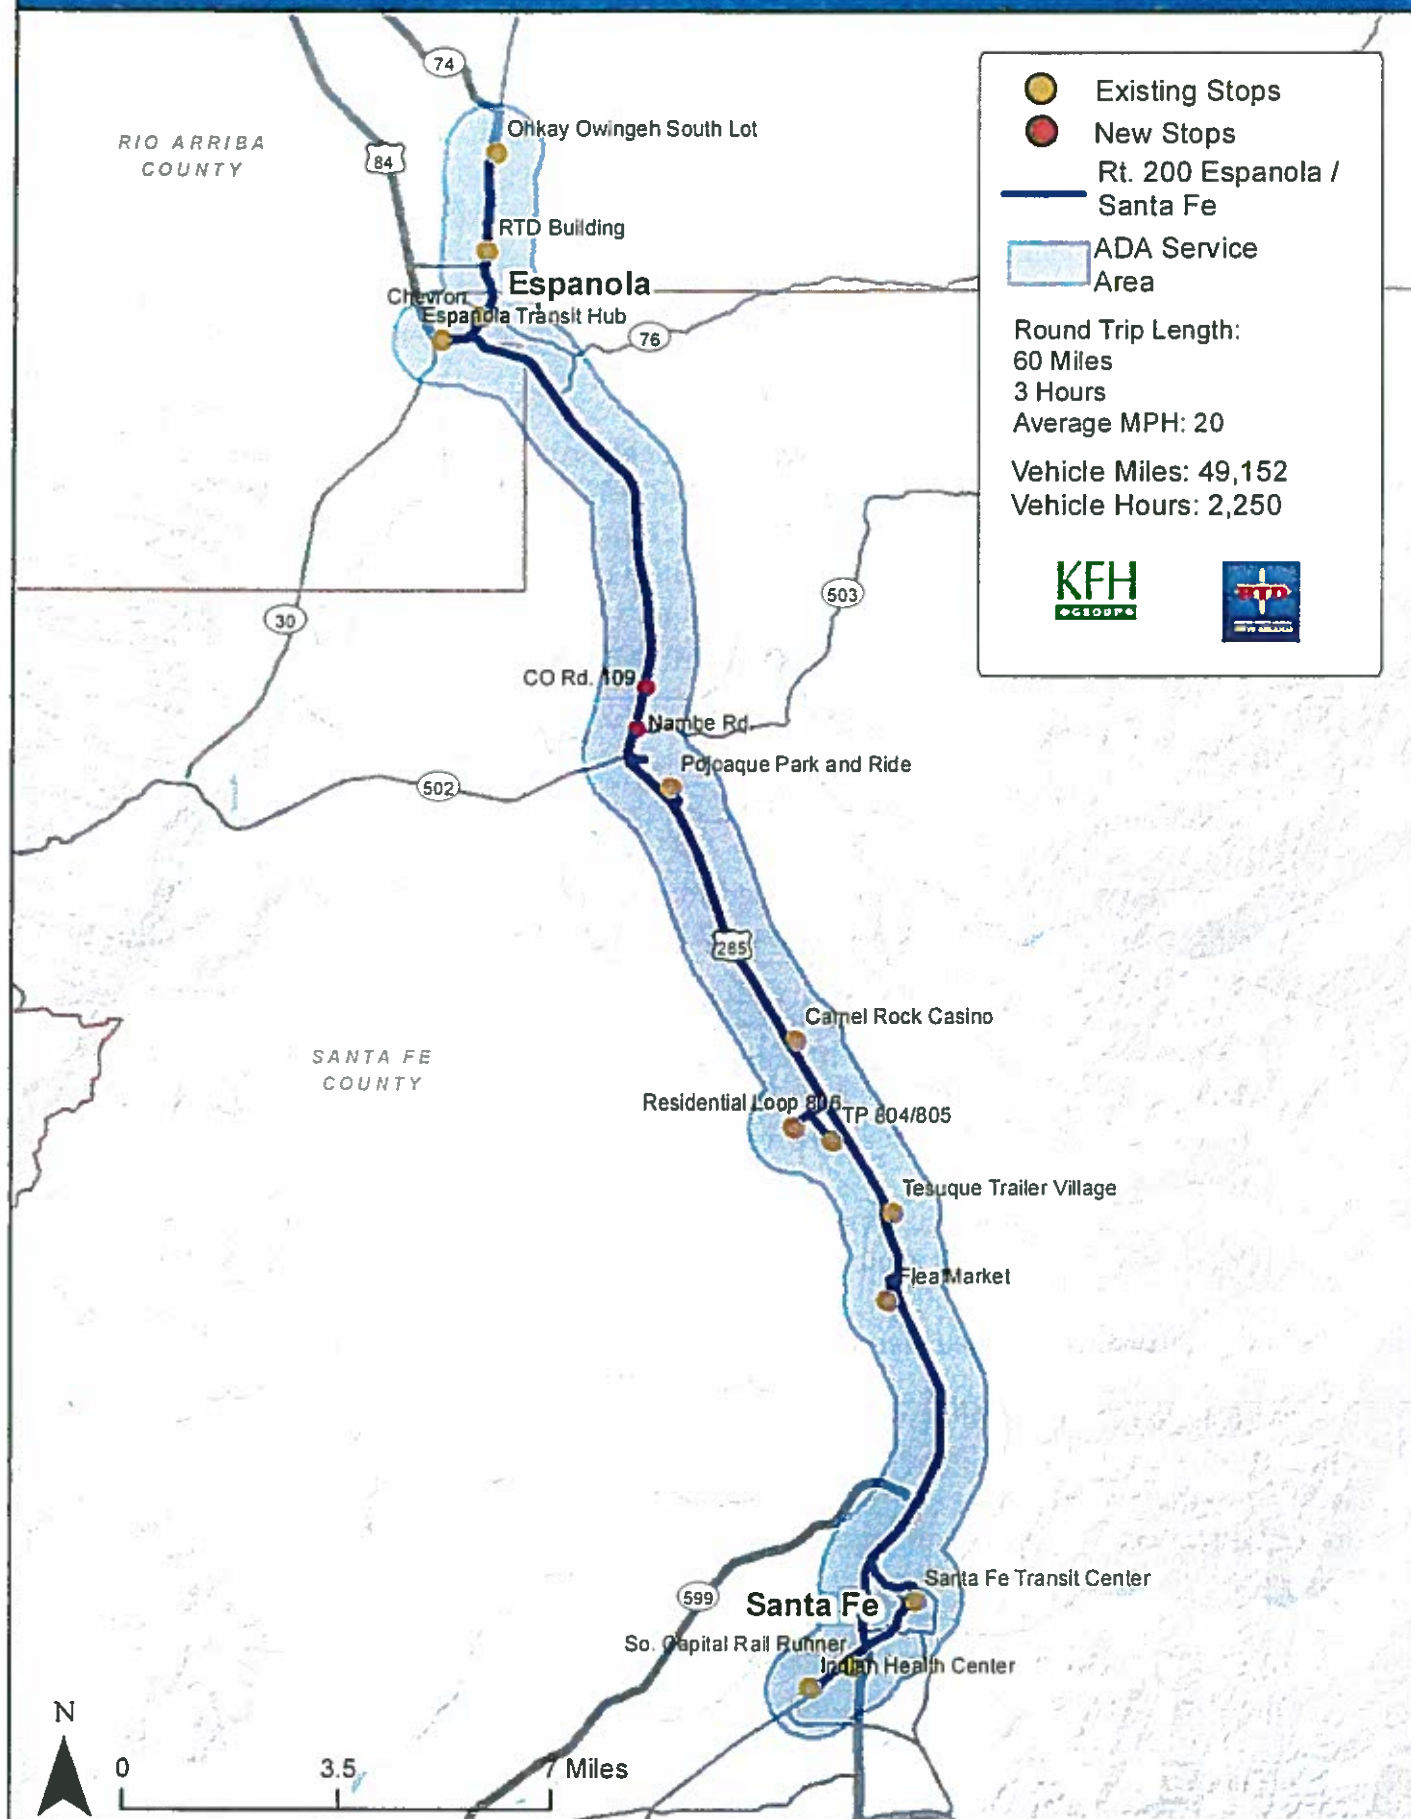 74
RIO ARRIBA
COUNTY
84
Ohkay Owingeh South Lot
RTD Building
Espanola
Chevron
Espanola Transit Hub
76
Existing Stops
New Stops
Rt. 200 Espanola /
Santa Fe
ADA Service
Area
Round Trip Length:
60 Miles
3 Hours
Average MPH: 20
Vehicle Miles: 49,152
Vehicle Hours: 2,250
KFH
GROUP
RTD
503
30
CO Rd. 109
Nambe Rd.
Pojoaque Park and Ride
502
285
Camel Rock Casino
SANTA FE
COUNTY
Residential Loop 806
TP 804/805
Tesuque Trailer Village
Flea Market
Santa Fe Transit Center
599
Santa Fe
So. Capital Rail Runner
Indian Health Center
N
0 3.5 7 Miles